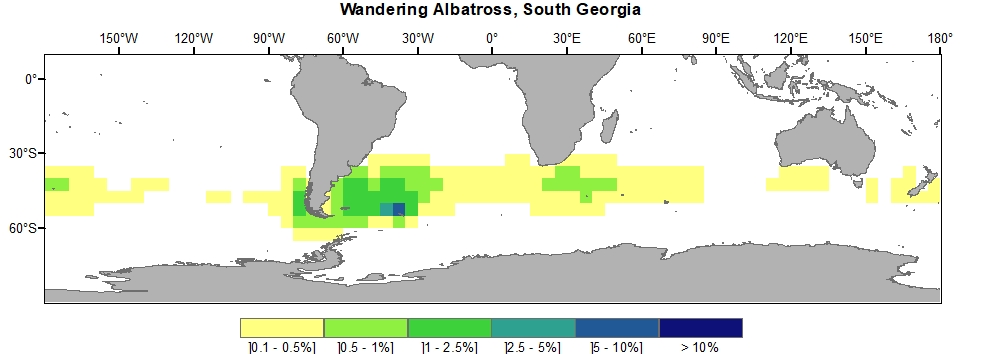 Wandering Albatross, South Georgia
150°W 120°W 90°W 60°W 30°W 0° 30°E 60°E 90°E 120°E 150°E 180°
0°
30°S
60°S
]0.1 - 0.5%] ]0.5 - 1%] ]1 - 2.5%] ]2.5 - 5%] ]5 - 10%] > 10%